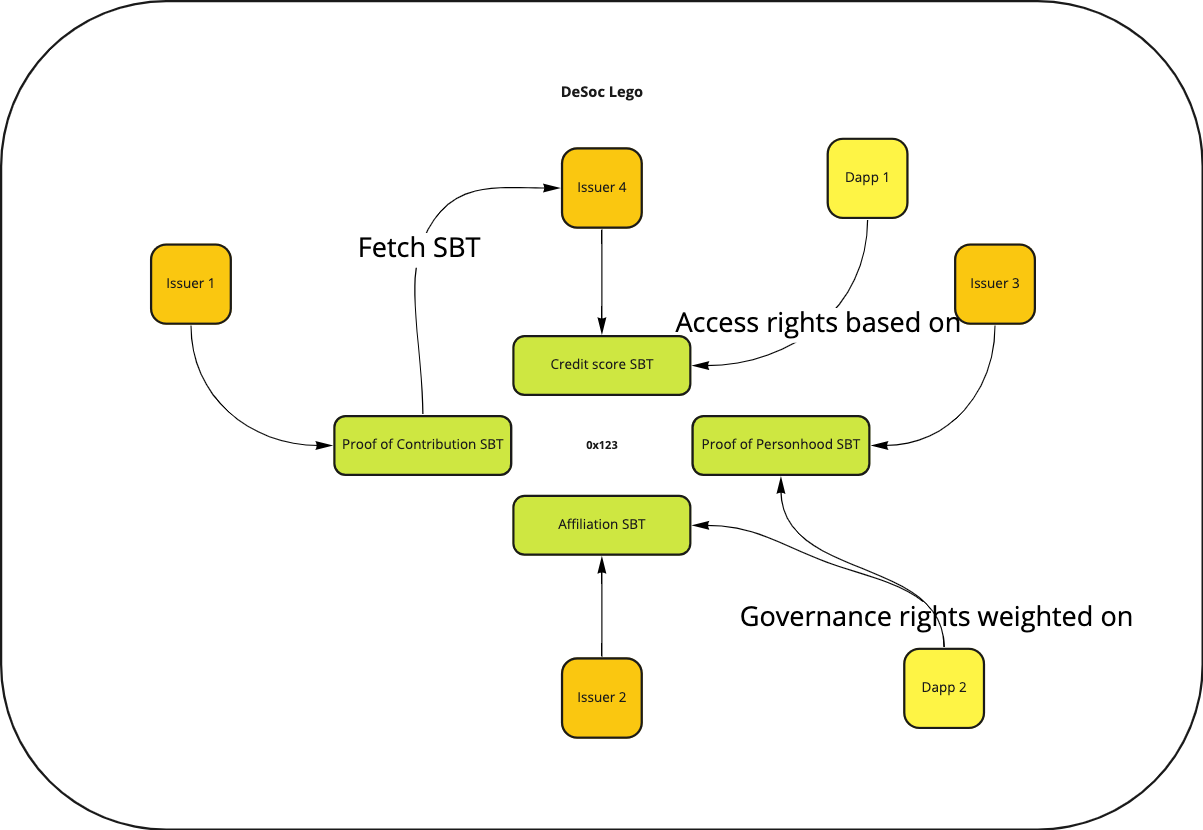 DeSoc Lego
Issuer 4
Dapp 1
Fetch SBT
Issuer 1
Issuer 3
Access rights based on
Credit score SBT
Proof of Contribution SBT
0x123
Proof of Personhood SBT
Affiliation SBT
Governance rights weighted on
Issuer 2
Dapp 2